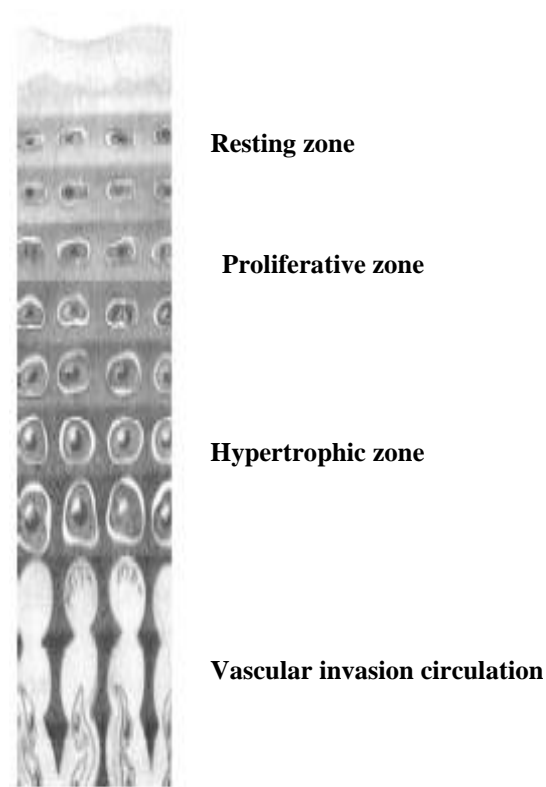 Resting zone
Proliferative zone
Hypertrophic zone
Vascular invasion circulation